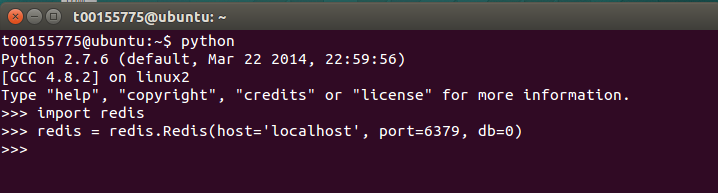 t00155775@ubuntu: ~
t00155775@ubuntu:~$ python
Python 2.7.6 (default, Mar 22 2014, 22:59:56)
[GCC 4.8.2] on linux2
Type "help", "copyright", "credits" or "license" for more information.
>>> import redis
>>> redis = redis.Redis(host='localhost', port=6379, db=0)
>>>